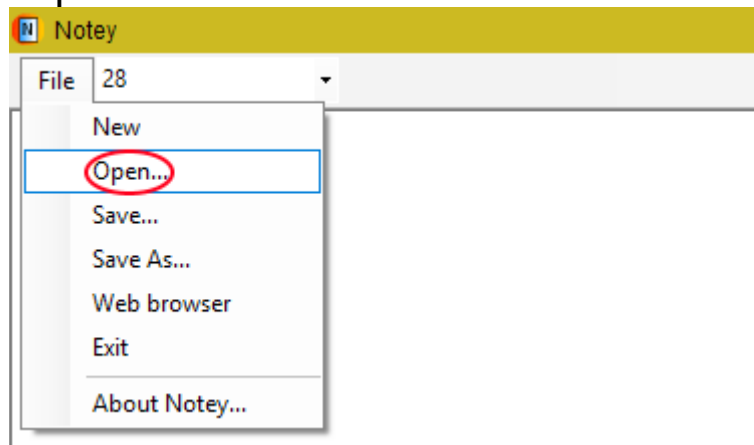 Notey
File 28
New
Open...
Save...
Save As...
Web browser
Exit
About Notey...